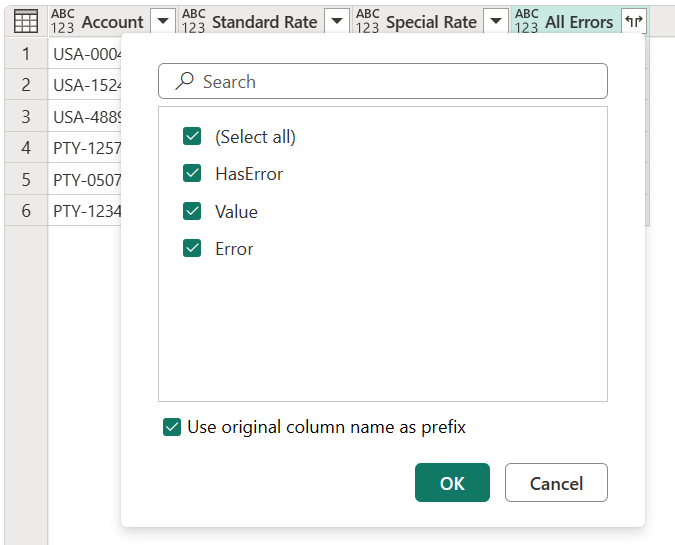 ABC 123 Account ABC 123 Standard Rate ABC 123 Special Rate ABC 123 All Errors
1 USA-0004
2 USA-1524
3 USA-4889
4 PTY-1257
5 PTY-0507
6 PTY-1234
Search
(Select all)
HasError
Value
Error
Use original column name as prefix
OK Cancel